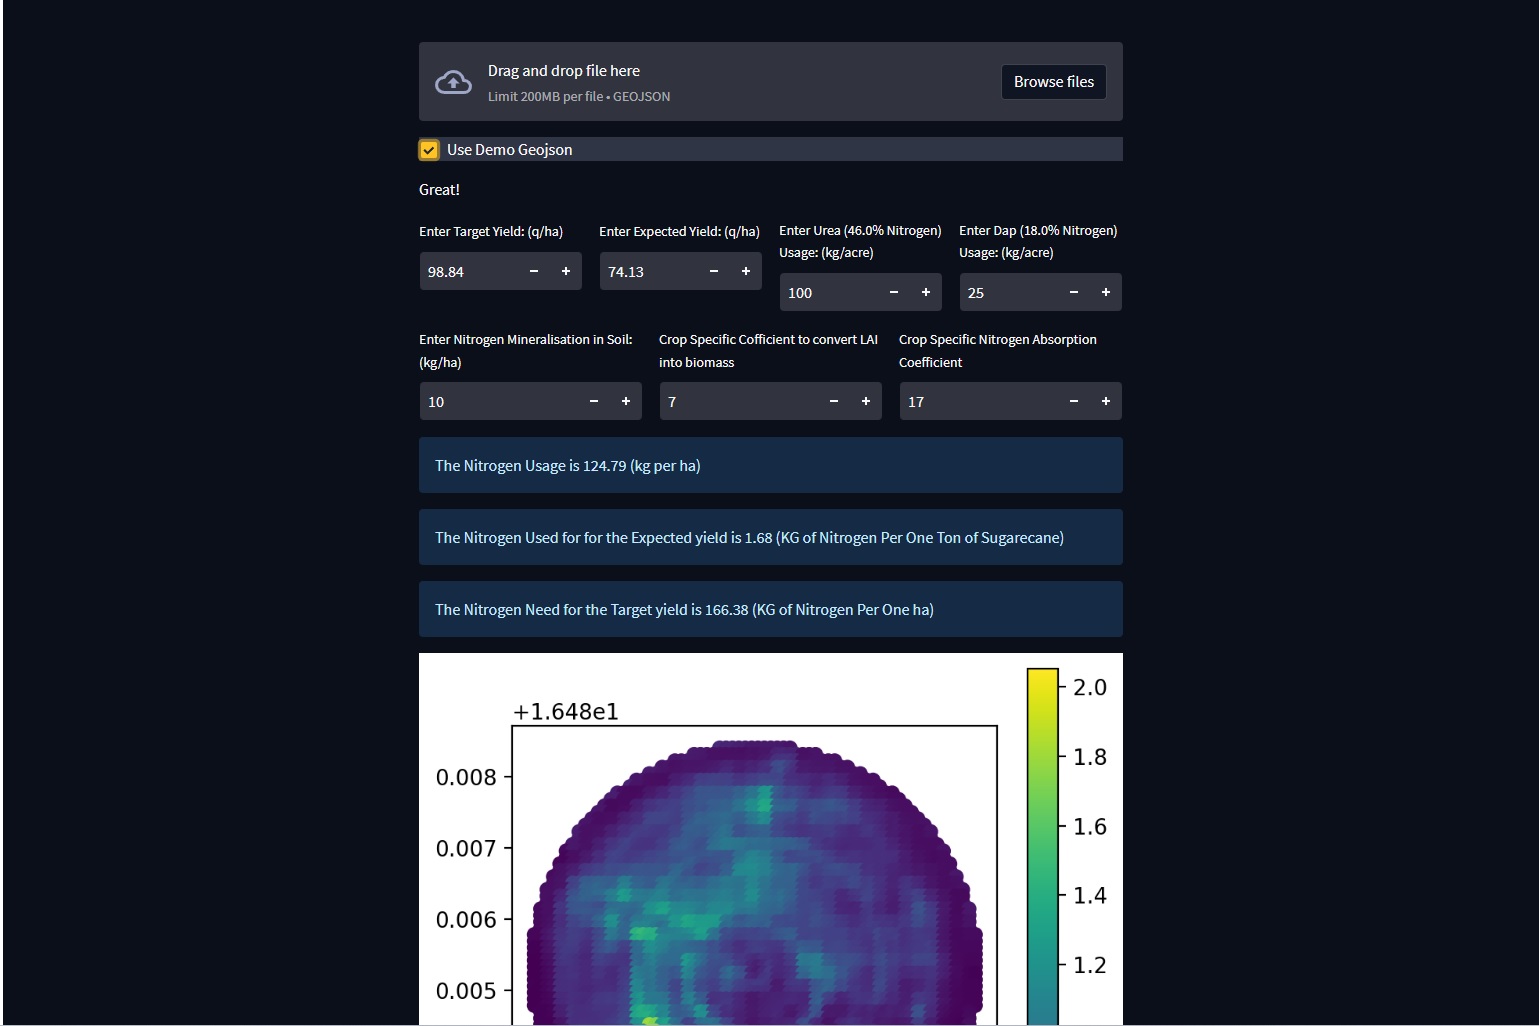 Drag and drop file here
Limit 200MB per file • GEOJSON
Browse files
Use Demo Geojson
Great!
Enter Target Yield: (q/ha)
98.84
Enter Expected Yield: (q/ha)
74.13
Enter Urea (46.0% Nitrogen)
Usage: (kg/acre)
100
Enter Dap (18.0% Nitrogen)
Usage: (kg/acre)
25
Enter Nitrogen Mineralisation in Soil:
(kg/ha)
10
Crop Specific Cofficient to convert LAI
into biomass
7
Crop Specific Nitrogen Absorption
Coefficient
17
The Nitrogen Usage is 124.79 (kg per ha)
The Nitrogen Used for for the Expected yield is 1.68 (KG of Nitrogen Per One Ton of Sugarecane)
The Nitrogen Need for the Target yield is 166.38 (KG of Nitrogen Per One ha)
+1.648e1
0.008
0.007
0.006
0.005
2.0
1.8
1.6
1.4
1.2